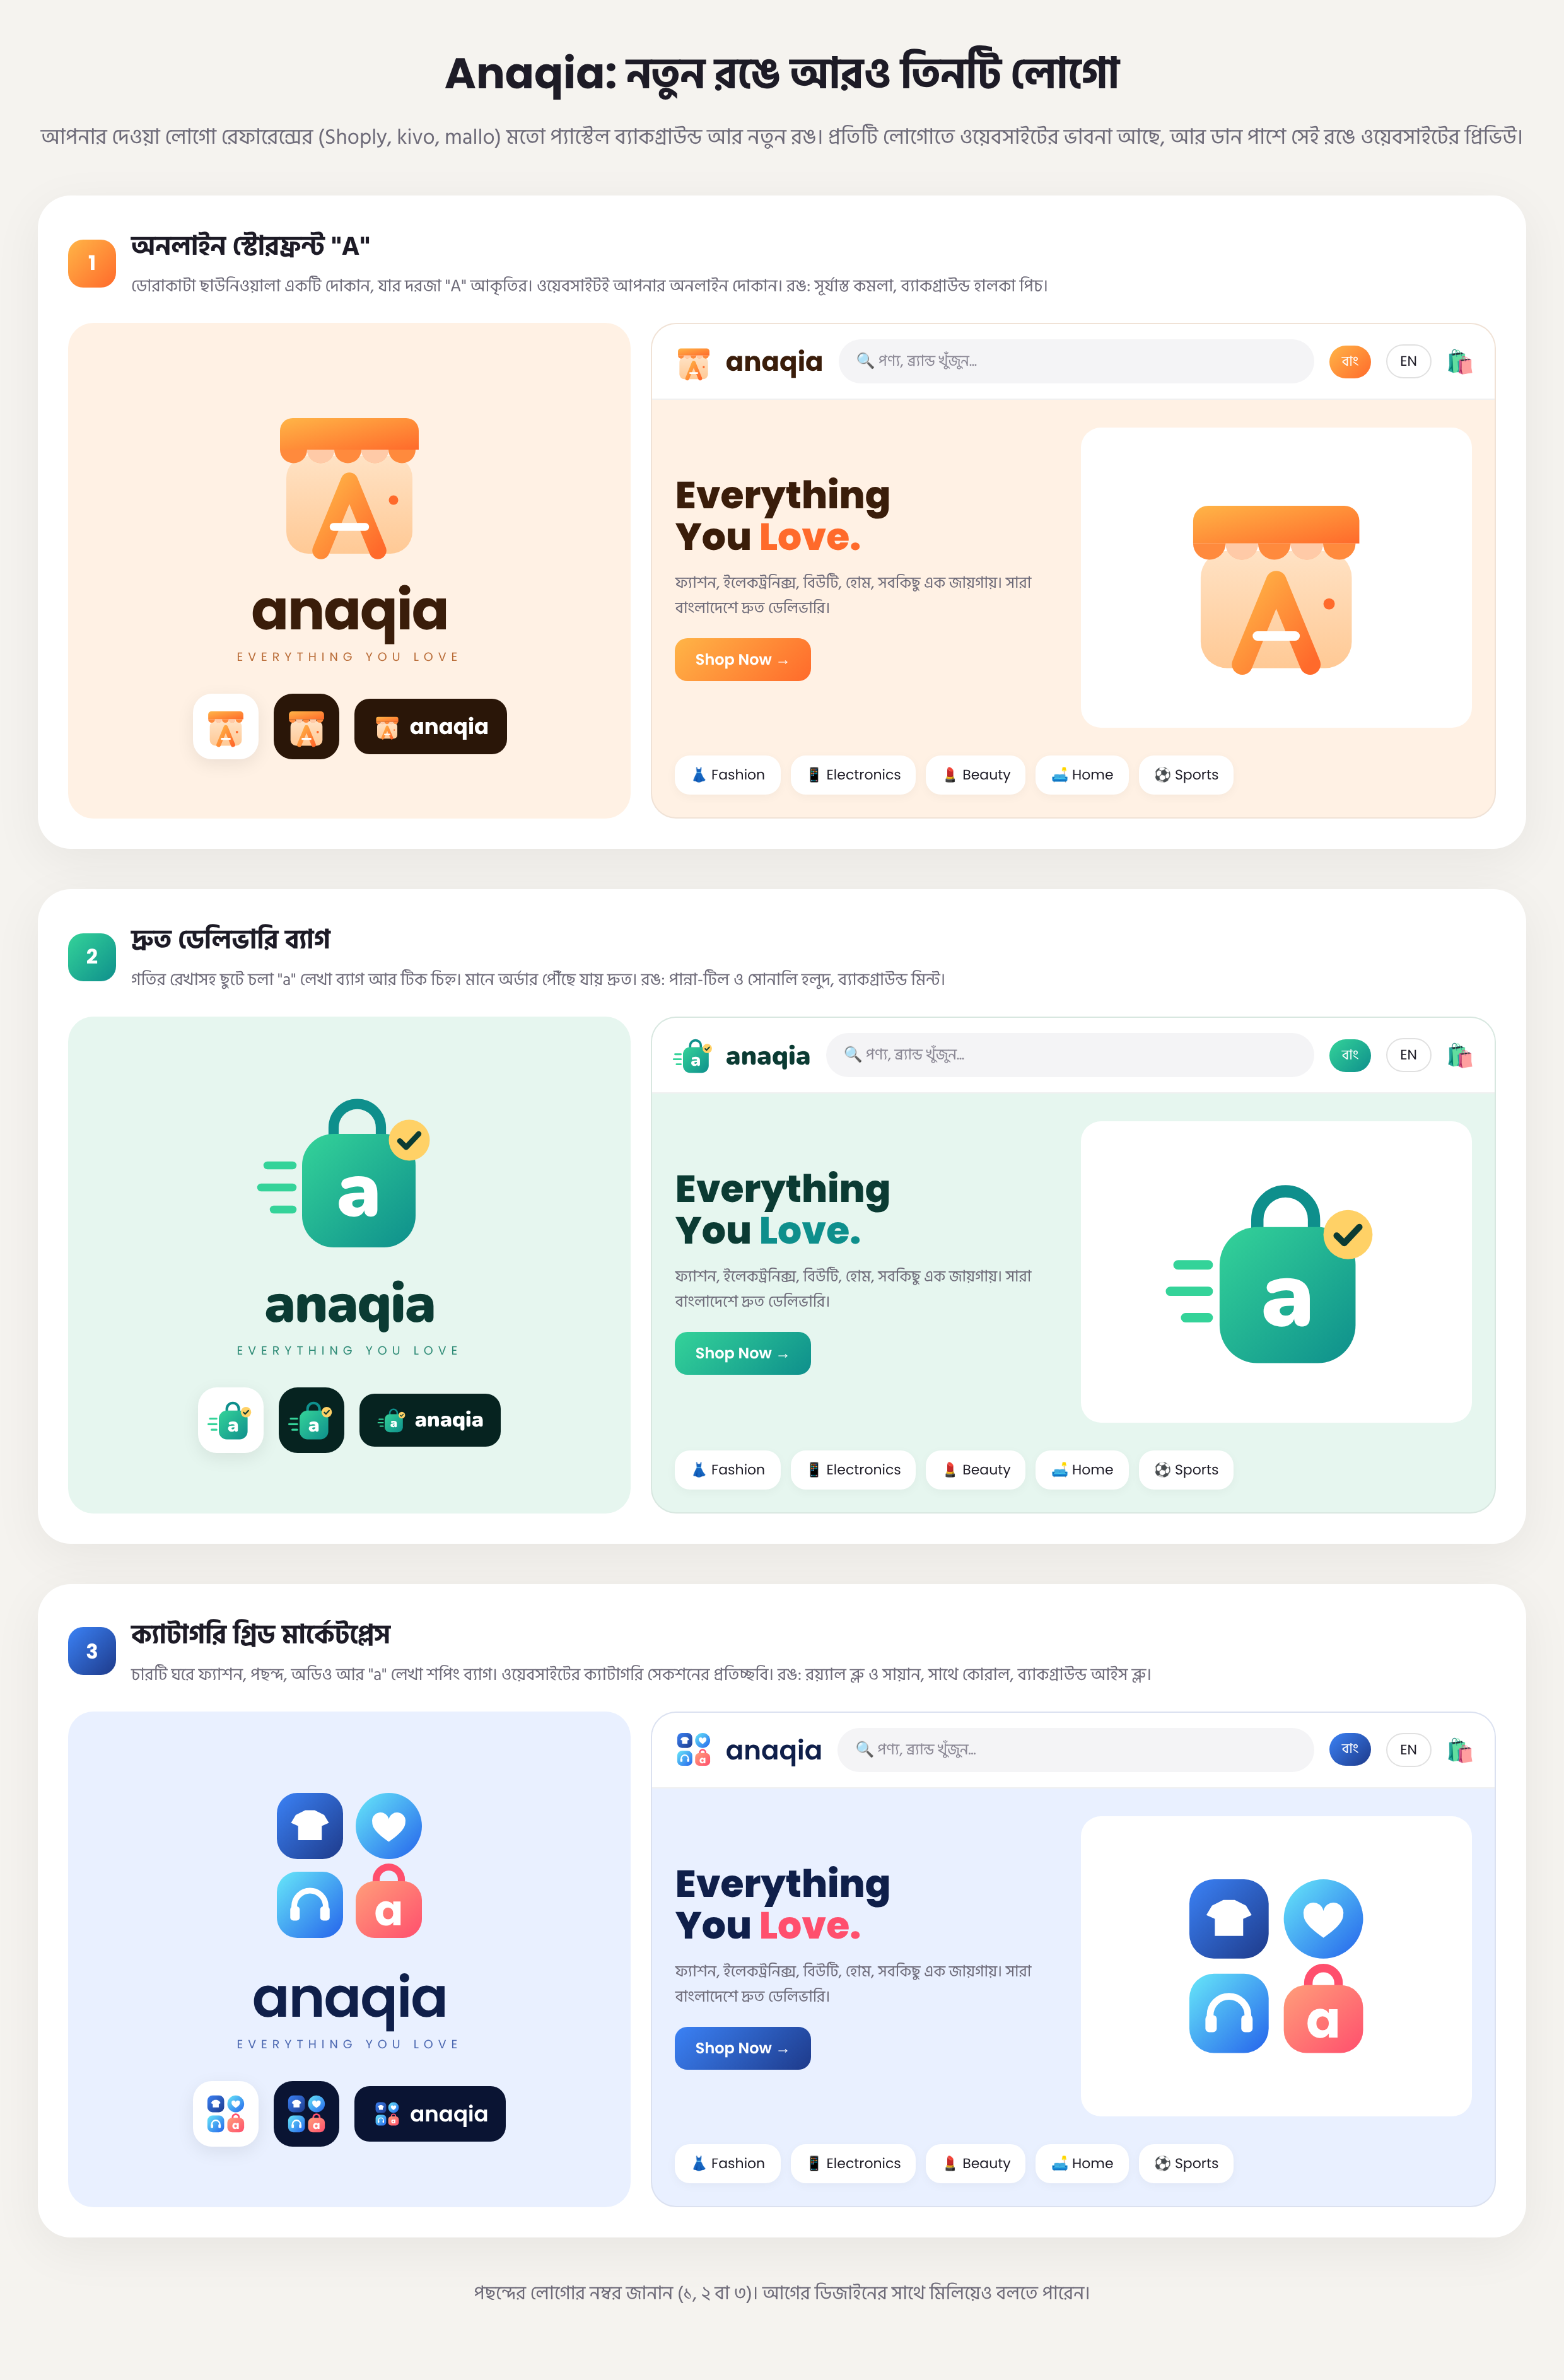 Anaqia: নতুন রঙে আরও তিনটি লোগো
আপনার দেওয়া লোগো রেফারেন্সের (Shoply, kivo, mallo) মতো প্যাস্টেল ব্যাকগ্রাউন্ড আর নতুন রঙ। প্রতিটি লোগোতে ওয়েবসাইটের ভাবনা আছে, আর ডান পাশে সেই রঙে ওয়েবসাইটের প্রিভিউ।
1
অনলাইন স্টোরফ্রন্ট "A"
ডোরাকাটা ছাউনিওয়ালা একটি দোকান, যার দরজা "A" আকৃতির। ওয়েবসাইটই আপনার অনলাইন দোকান। রঙ: সূর্যাস্ত কমলা, ব্যাকগ্রাউন্ড হালকা পিচ।
A
anaqia
EVERYTHING YOU LOVE
A
A
A anaqia
A anaqia
🔍 পণ্য, ব্র্যান্ড খুঁজুন...
বাং
EN
Everything
You Love.
ফ্যাশন, ইলেকট্রনিক্স, বিউটি, হোম, সবকিছু এক জায়গায়। সারা
বাংলাদেশে দ্রুত ডেলিভারি।
Shop Now →
A
👗 Fashion
📱 Electronics
💄 Beauty
🛋️ Home
⚽ Sports
2
দ্রুত ডেলিভারি ব্যাগ
গতির রেখাসহ ছুটে চলা "a" লেখা ব্যাগ আর টিক চিহ্ন। মানে অর্ডার পৌঁছে যায় দ্রুত। রঙ: পান্না-টিল ও সোনালি হলুদ, ব্যাকগ্রাউন্ড মিন্ট।
a
anaqia
EVERYTHING YOU LOVE
a
a
a anaqia
a anaqia
🔍 পণ্য, ব্র্যান্ড খুঁজুন...
বাং
EN
Everything
You Love.
ফ্যাশন, ইলেকট্রনিক্স, বিউটি, হোম, সবকিছু এক জায়গায়। সারা
বাংলাদেশে দ্রুত ডেলিভারি।
Shop Now →
a
👗 Fashion
📱 Electronics
💄 Beauty
🛋️ Home
⚽ Sports
3
ক্যাটাগরি গ্রিড মার্কেটপ্লেস
চারটি ঘরে ফ্যাশন, পছন্দ, অডিও আর "a" লেখা শপিং ব্যাগ। ওয়েবসাইটের ক্যাটাগরি সেকশনের প্রতিচ্ছবি। রঙ: রয়্যাল ব্লু ও সায়ান, সাথে কোরাল, ব্যাকগ্রাউন্ড আইস ব্লু।
a
anaqia
EVERYTHING YOU LOVE
a
a
a anaqia
a anaqia
🔍 পণ্য, ব্র্যান্ড খুঁজুন...
বাং
EN
Everything
You Love.
ফ্যাশন, ইলেকট্রনিক্স, বিউটি, হোম, সবকিছু এক জায়গায়। সারা
বাংলাদেশে দ্রুত ডেলিভারি।
Shop Now →
a
👗 Fashion
📱 Electronics
💄 Beauty
🛋️ Home
⚽ Sports
পছন্দের লোগোর নম্বর জানান (১, ২ বা ৩)। আগের ডিজাইনের সাথে মিলিয়েও বলতে পারেন।